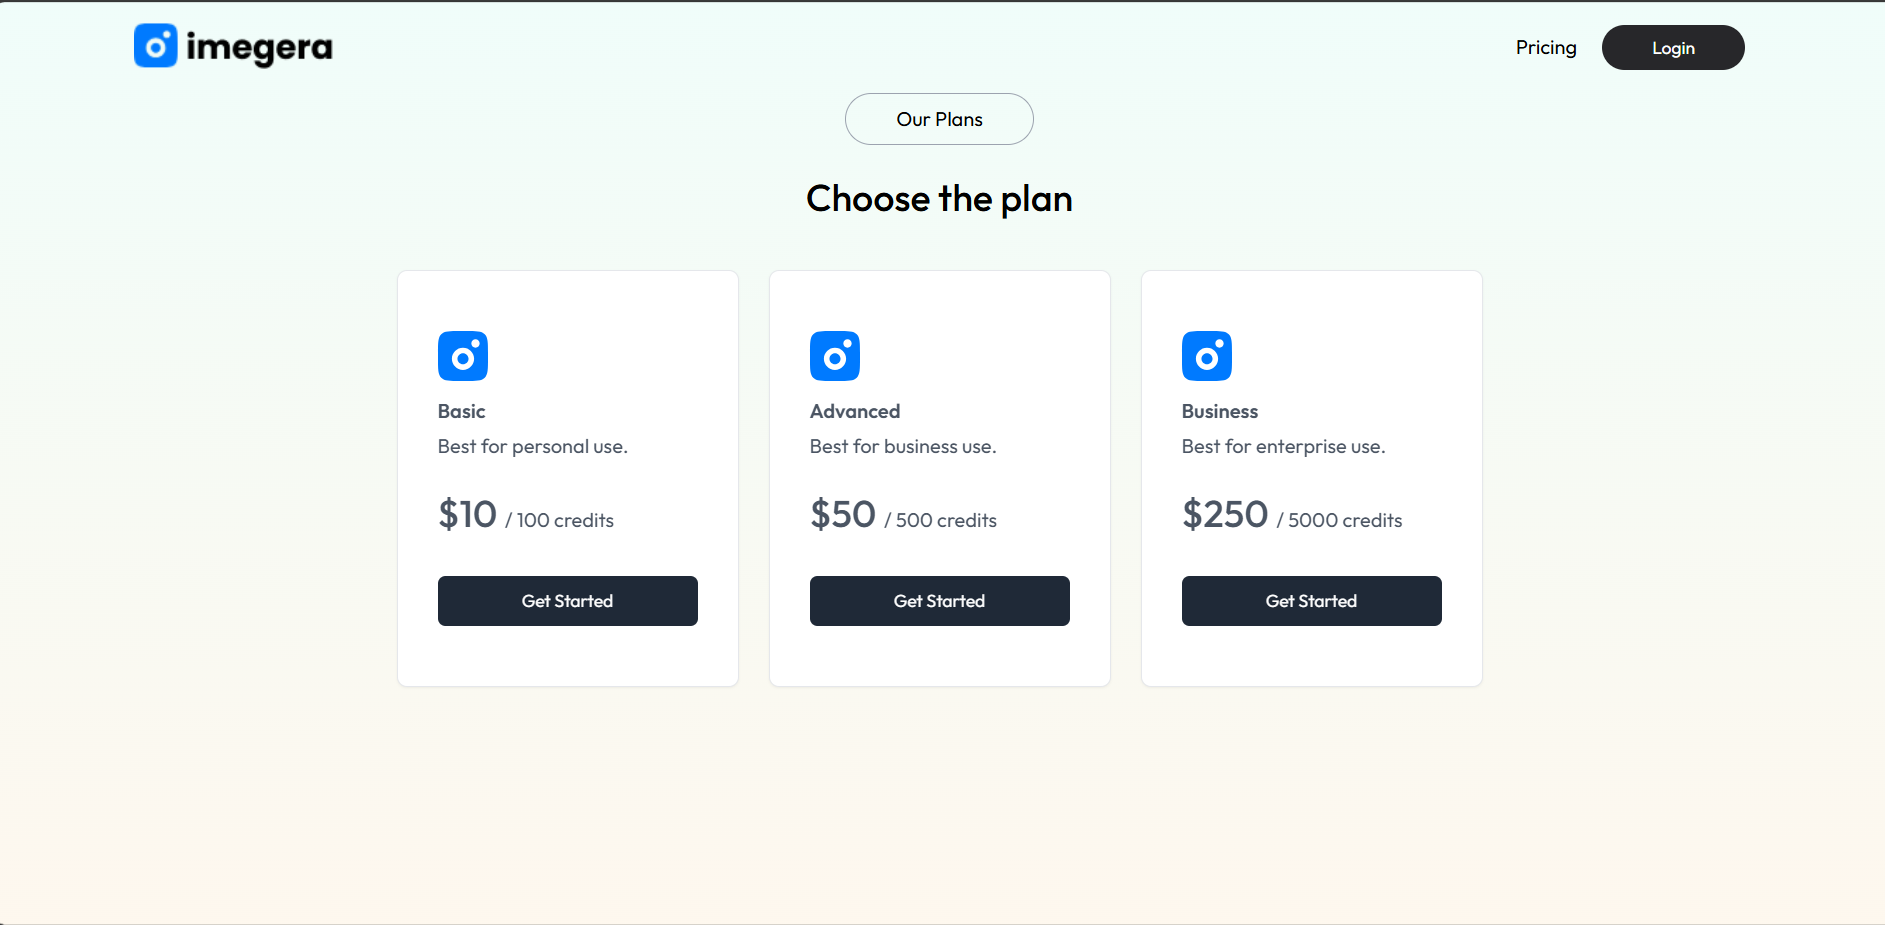 imegera
Pricing
Login
Our Plans
Choose the plan
Basic
Best for personal use.
$10 / 100 credits
Get Started
Advanced
Best for business use.
$50 / 500 credits
Get Started
Business
Best for enterprise use.
$250 / 5000 credits
Get Started